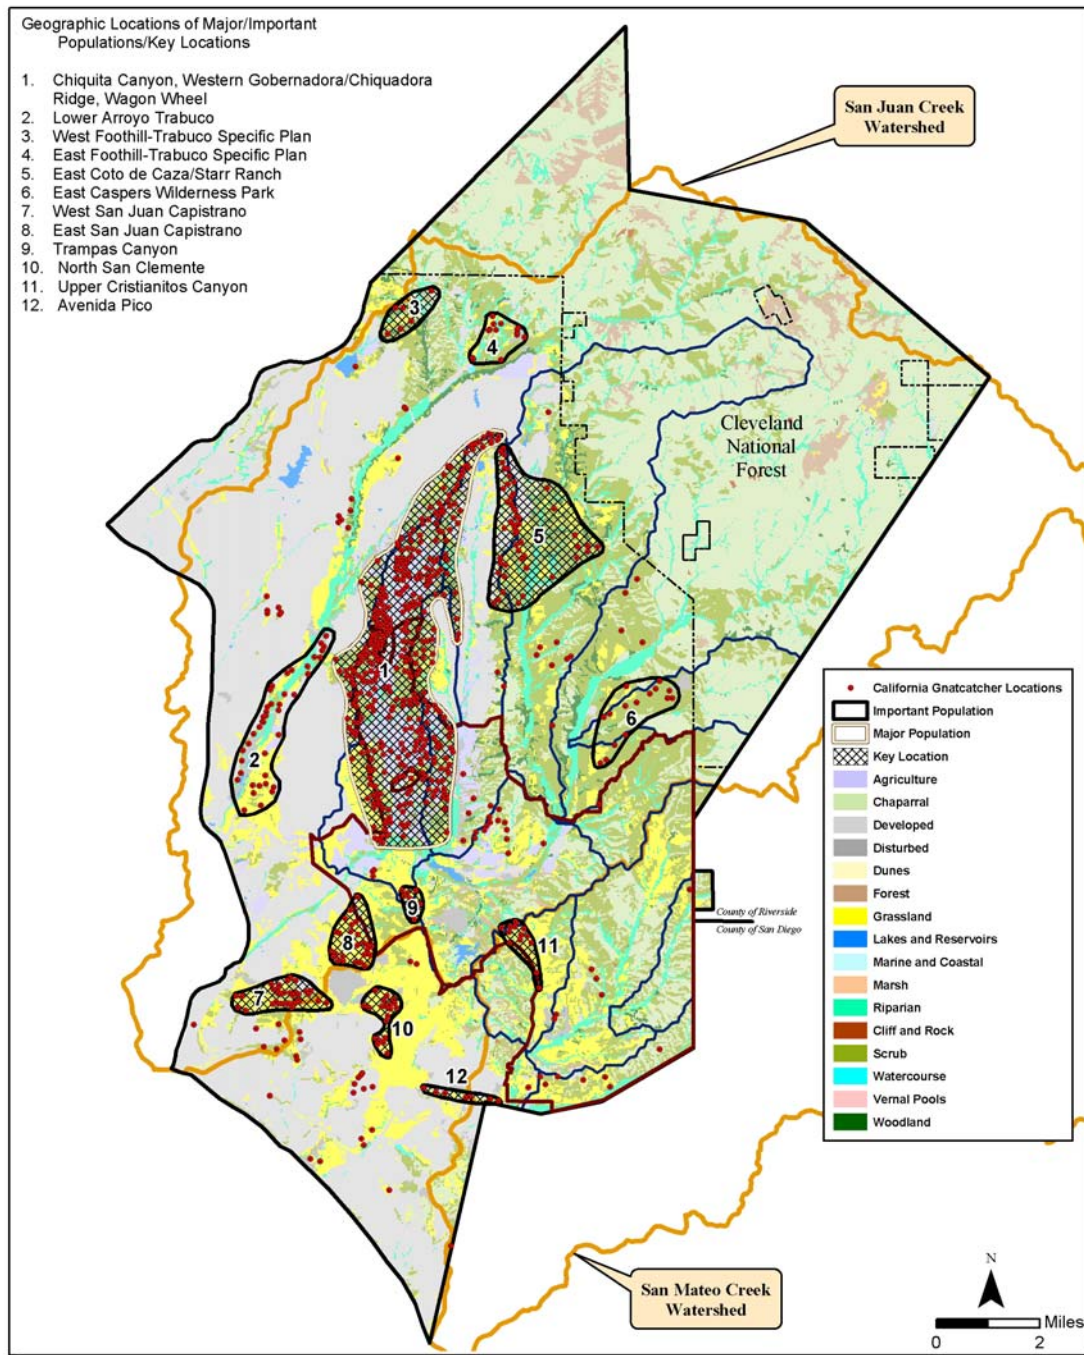 Geographic Locations of Major/Important
Populations/Key Locations
1. Chiquita Canyon, Western Gobernadora/Chiquadora
Ridge, Wagon Wheel
2. Lower Arroyo Trabuco
3. West Foothill-Trabuco Specific Plan
4. East Foothill-Trabuco Specific Plan
5. East Coto de Caza/Starr Ranch
6. East Caspers Wilderness Park
7. West San Juan Capistrano
8. East San Juan Capistrano
9. Trampas Canyon
10. North San Clemente
11. Upper Cristianitos Canyon
12. Avenida Pico
San Juan Creek
Watershed
3
4
Cleveland
National
Forest
5
1
6
2
9
8
11
7
10
12
California Gnatcatcher Locations
Important Population
Major Population
Key Location
Agriculture
Chaparral
Developed
Disturbed
Dunes
Forest
Grassland
Lakes and Reservoirs
Marine and Coastal
Marsh
Riparian
Cliff and Rock
Scrub
Watercourse
Vernal Pools
Woodland
County of Riverside
County of San Diego
San Mateo Creek
Watershed
N
Miles
0 2